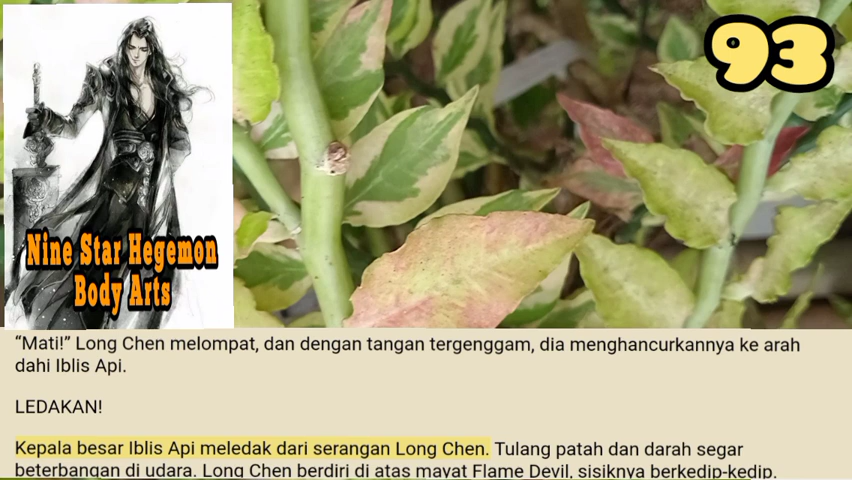 93
Nine Star Hegemon
Body Arts
“Mati!” Long Chen melompat, dan dengan tangan tergenggam, dia menghancurkannya ke arah
dahi Iblis Api.
LEDAKAN!
Kepala besar Iblis Api meledak dari serangan Long Chen. Tulang patah dan darah segar
beterbangan di udara. Long Chen berdiri di atas mayat Flame Devil, sisiknya berkedip-kedip.